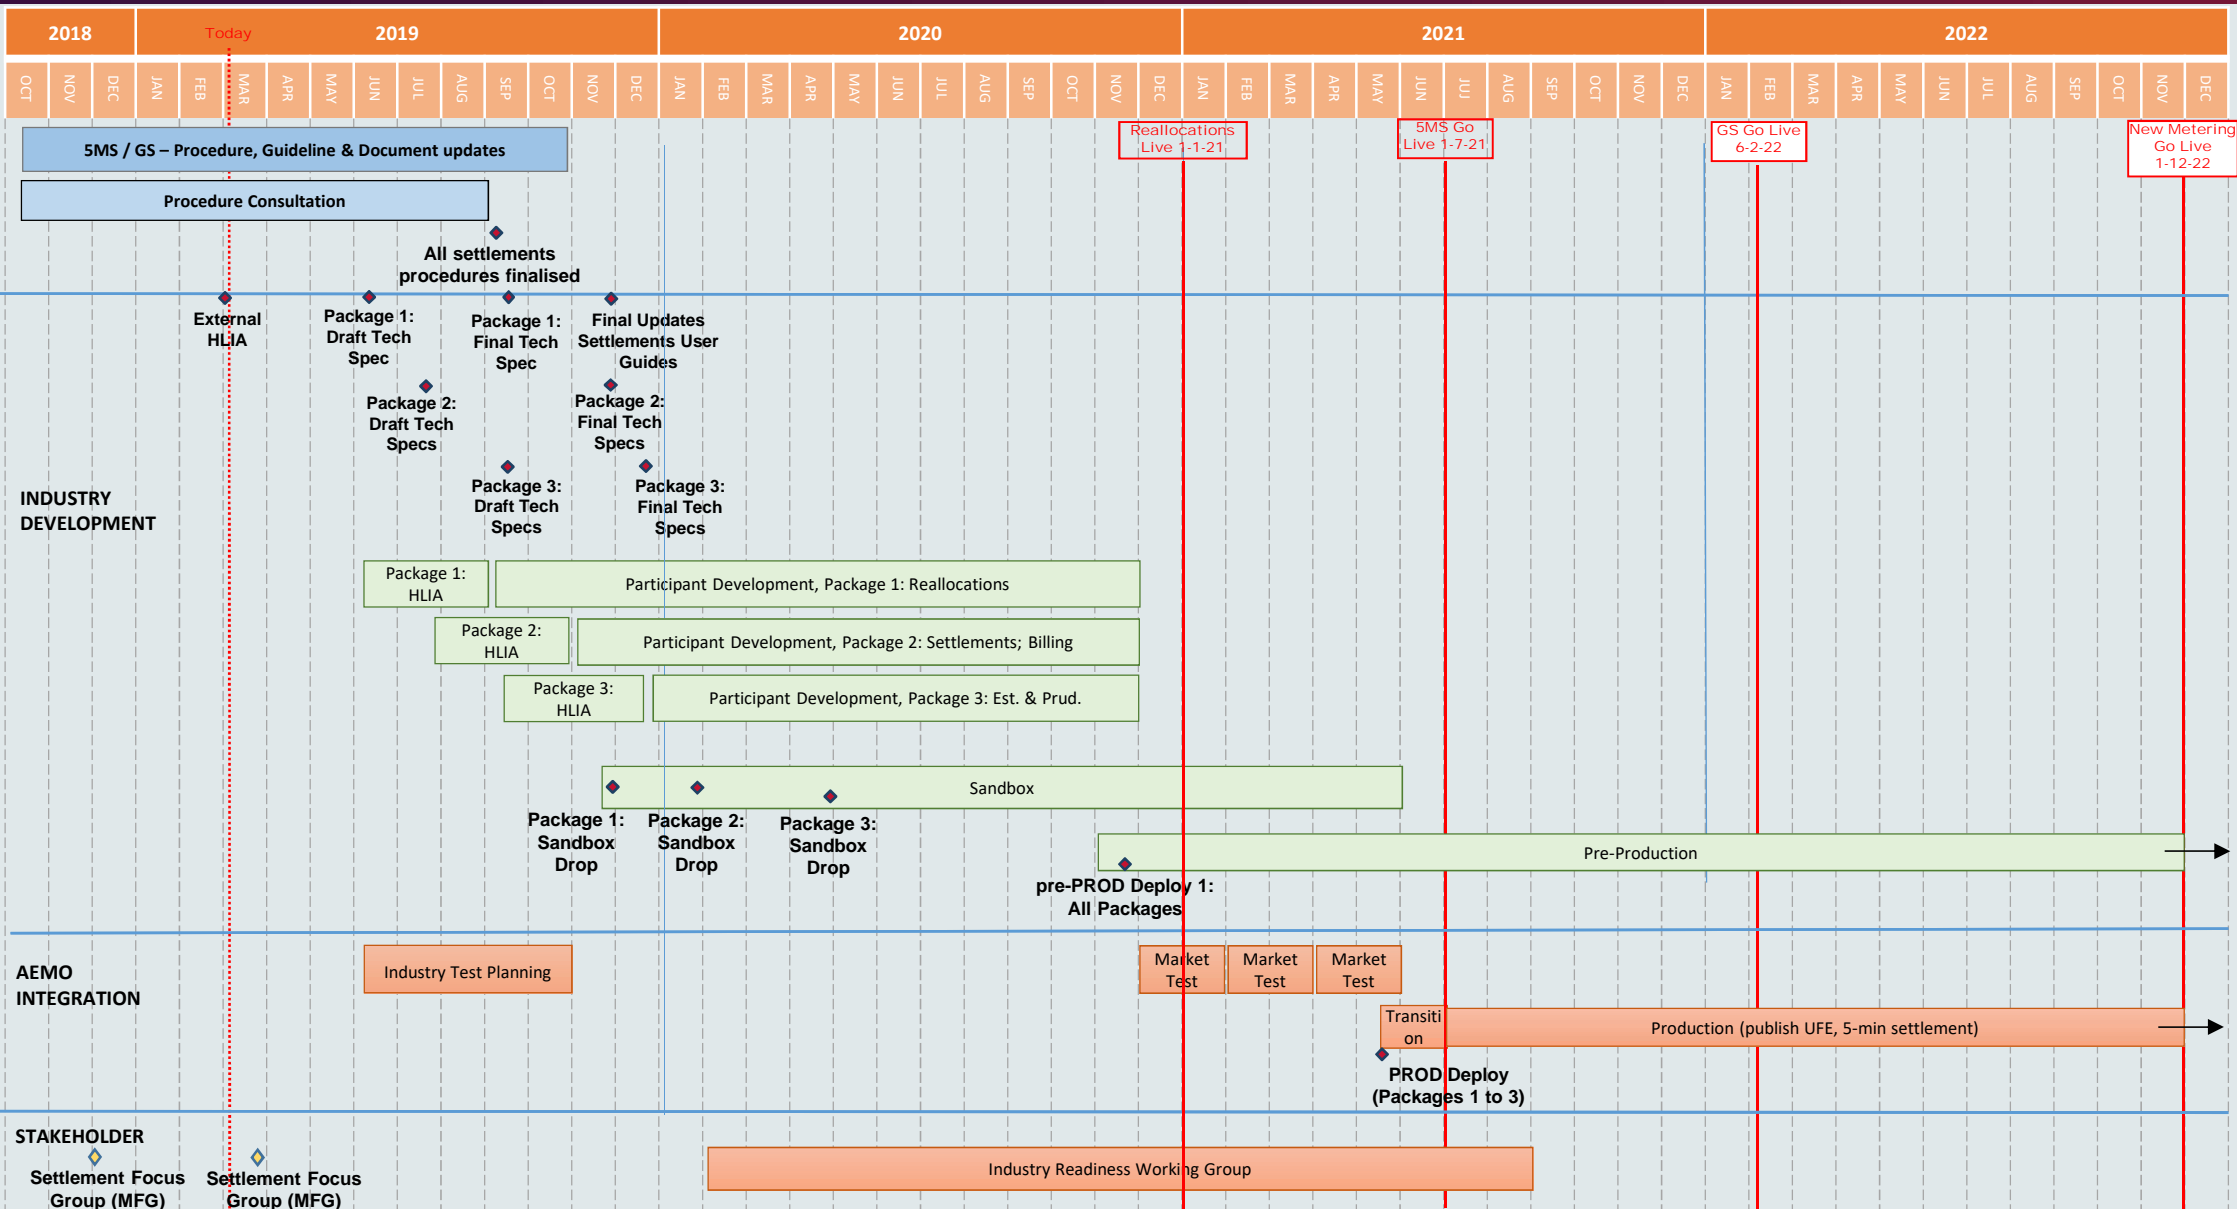 2018
Today
2019
2020
2021
2022
OCT NOV DEC JAN FEB MAR APR MAY JUN JUL AUG SEP OCT NOV DEC JAN FEB MAR APR MAY JUN JUL AUG SEP OCT NOV DEC JAN FEB MAR APR MAY JUN JUJ AUG SEP OCT NOV DEC JAN FEB MAR APR MAY JUN JUL AUG SEP OCT NOV DEC
Reallocations
Live 1-1-21
5MS Go
Live 1-7-21
GS Go Live
6-2-22
New Metering
Go Live
1-12-22
5MS / GS – Procedure, Guideline & Document updates
Procedure Consultation
All settlements
procedures finalised
External
HLIA
Package 1:
Draft Tech
Spec
Package 1:
Final Tech
Spec
Final Updates
Settlements User
Guides
Package 2:
Draft Tech
Specs
Package 2:
Final Tech
Specs
Package 3:
Draft Tech
Specs
Package 3:
Final Tech
Specs
INDUSTRY
DEVELOPMENT
Package 1:
HLIA
Participant Development, Package 1: Reallocations
Package 2:
HLIA
Participant Development, Package 2: Settlements; Billing
Package 3:
HLIA
Participant Development, Package 3: Est. & Prud.
Sandbox
Package 1:
Sandbox
Drop
Package 2:
Sandbox
Drop
Package 3:
Sandbox
Drop
Pre-Production
pre-PROD Deploy 1:
All Packages
AEMO
INTEGRATION
Industry Test Planning
Market
Test
Market
Test
Market
Test
Transiti
on
Production (publish UFE, 5-min settlement)
PROD Deploy
(Packages 1 to 3)
STAKEHOLDER
Settlement Focus
Group (MFG)
Settlement Focus
Group (MFG)
Industry Readiness Working Group